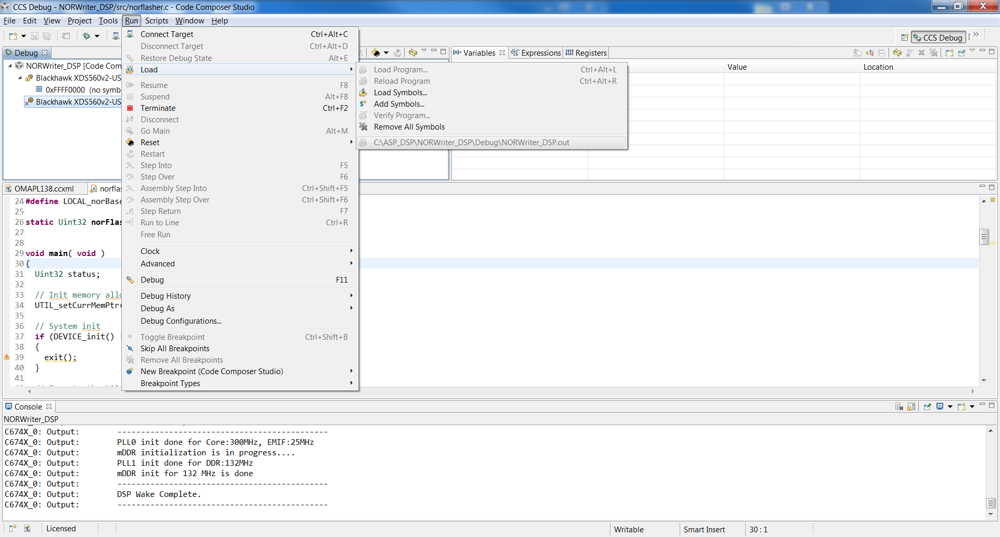 CCS Debug - NORWriter_DSP/src/norflasher.c - Code Composer Studio
File Edit View Project Tools Run Scripts Window Help
CCS Debug
Debug
NORWriter_DSP [Code Com
Blackhawk XDS560v2-US
0xFFFF0000 (no symb
Blackhawk XDS560v2-US
Connect Target Ctrl+Alt+C
Disconnect Target Ctrl+Alt+D
Restore Debug State Alt+E
Load
Resume F8
Suspend Alt+F8
Terminate Ctrl+F2
Disconnect
Go Main Alt+M
Reset
Restart
Step Into F5
Step Over F6
Assembly Step Into Ctrl+Shift+F5
Assembly Step Over Ctrl+Shift+F6
Step Return F7
Run to Line Ctrl+R
Free Run
Clock
Advanced
Debug F11
Debug History
Debug As
Debug Configurations...
Toggle Breakpoint Ctrl+Shift+B
Skip All Breakpoints
Remove All Breakpoints
New Breakpoint (Code Composer Studio)
Breakpoint Types
Load Program... Ctrl+Alt+L
Reload Program Ctrl+Alt+R
Load Symbols...
Add Symbols...
Verify Program...
Remove All Symbols
C:\ASP_DSP\NORWriter_DSP\Debug\NORWriter_DSP.out
(x)= Variables Expressions 1010 0101 Registers
Value Location
OMAPL138.ccxml norflas
24 #define LOCAL_norBase
25
26 static Uint32 norFlas
27
28
29 void main( void )
30 {
31 Uint32 status;
32
33 // Init memory allo
34 UTIL_setCurrMemPtr(
35
36 // System init
37 if (DEVICE_init() !
38 {
39 exit();
40 }
41
Console
NORWriter_DSP
C674X_0: Output: ---------------------------------------------
C674X_0: Output: PLL0 init done for Core:300MHz, EMIF:25MHz
C674X_0: Output: mDDR initialization is in progress....
C674X_0: Output: PLL1 init done for DDR:132MHz
C674X_0: Output: mDDR init for 132 MHz is done
C674X_0: Output: ---------------------------------------------
C674X_0: Output: DSP Wake Complete.
C674X_0: Output: ---------------------------------------------
Licensed Writable Smart Insert 30 : 1